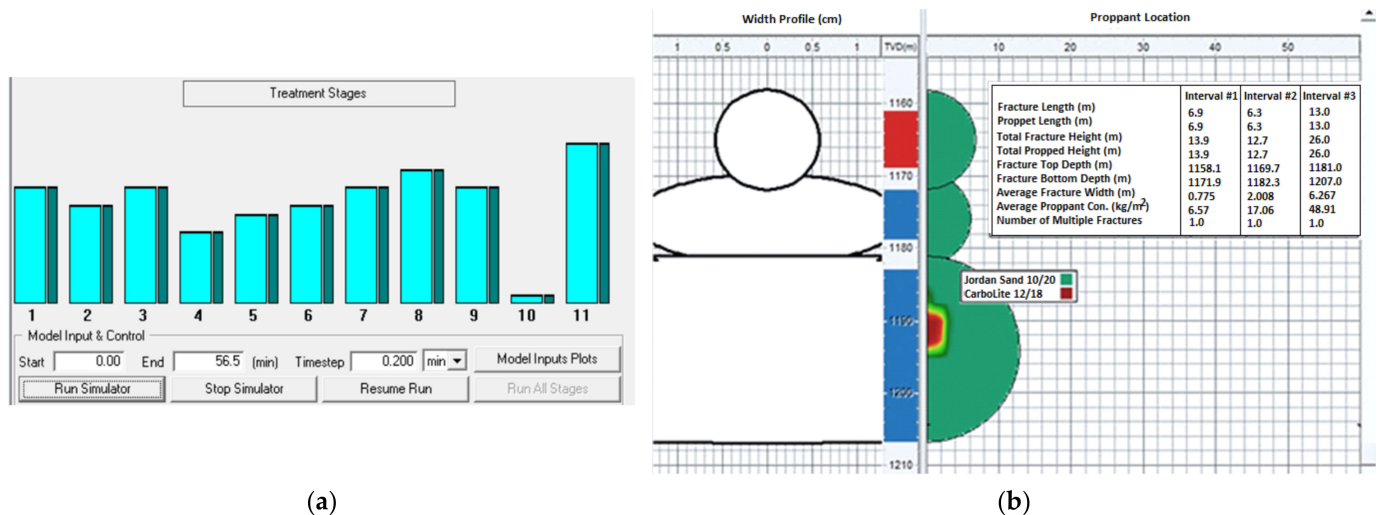 Treatment Stages
1 2 3 4 5 6 7 8 9 10 11
Model Input & Control
Start 0.00 End 56.5 (min) Timestep 0.200 min Model Inputs Plots
Run Simulator Stop Simulator Resume Run Run All Stages
(a)
Width Profile (cm) Proppant Location
1 0.5 0 0.5 1 TVD(m) 10 20 30 40 50
1160
1170
1180
1190
1200
1210
Interval #1 Interval #2 Interval #3
Fracture Length (m) 6.9 6.3 13.0
Proppet Length (m) 6.9 6.3 13.0
Total Fracture Height (m) 13.9 12.7 26.0
Total Propped Height (m) 13.9 12.7 26.0
Fracture Top Depth (m) 1158.1 1169.7 1181.0
Fracture Bottom Depth (m) 1171.9 1182.3 1207.0
Average Fracture Width (m) 0.775 2.008 6.267
Average Proppant Con. (kg/m²) 6.57 17.06 48.91
Number of Multiple Fractures 1.0 1.0 1.0
Jordan Sand 10/20
CarboLite 12/18
(b)